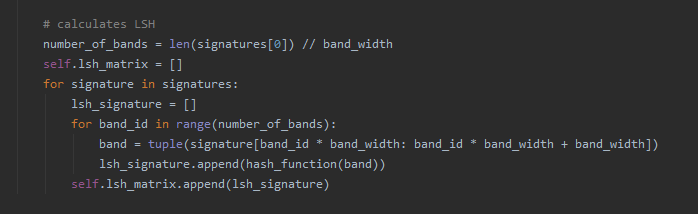 # calculates LSH
number_of_bands = len(signatures[0]) // band_width
self.lsh_matrix = []
for signature in signatures:
    lsh_signature = []
    for band_id in range(number_of_bands):
        band = tuple(signature[band_id * band_width: band_id * band_width + band_width])
        lsh_signature.append(hash_function(band))
    self.lsh_matrix.append(lsh_signature)